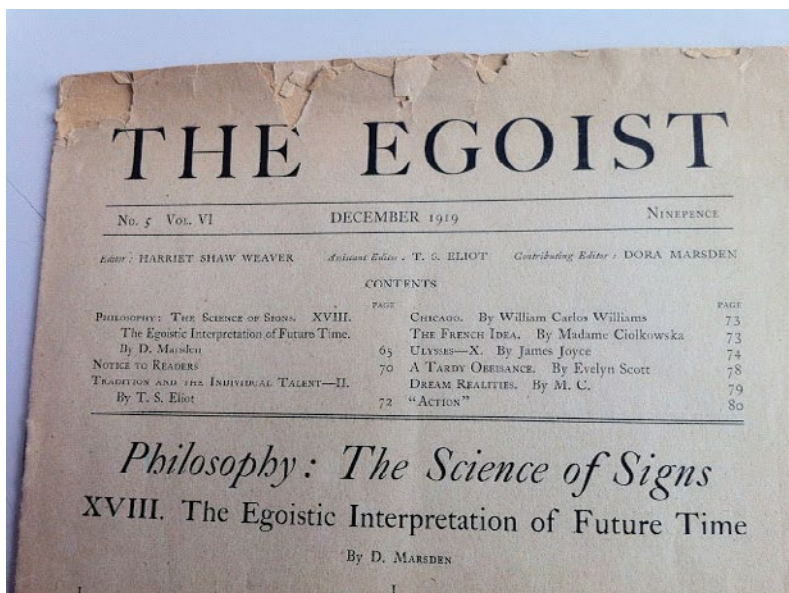 THE EGOIST
No. 5 Vol. VI DECEMBER 1919 Ninepence
Editor: HARRIET SHAW WEAVER Assistant Editor: T. S. ELIOT Contributing Editor: DORA MARSDEN
CONTENTS
PAGE
Philosophy: The Science of Signs. XVIII.
The Egoistic Interpretation of Future Time.
By D. Marsden 65
Notice to Readers 70
Tradition and the Individual Talent—II.
By T. S. Eliot 72
PAGE
Chicago. By William Carlos Williams 73
The French Idea. By Madame Ciolkowska 73
Ulysses—X. By James Joyce 74
A Tardy Obeisance. By Evelyn Scott 78
Dream Realities. By M. C. 79
"Action" 80
Philosophy: The Science of Signs
XVIII. The Egoistic Interpretation of Future Time
By D. Marsden